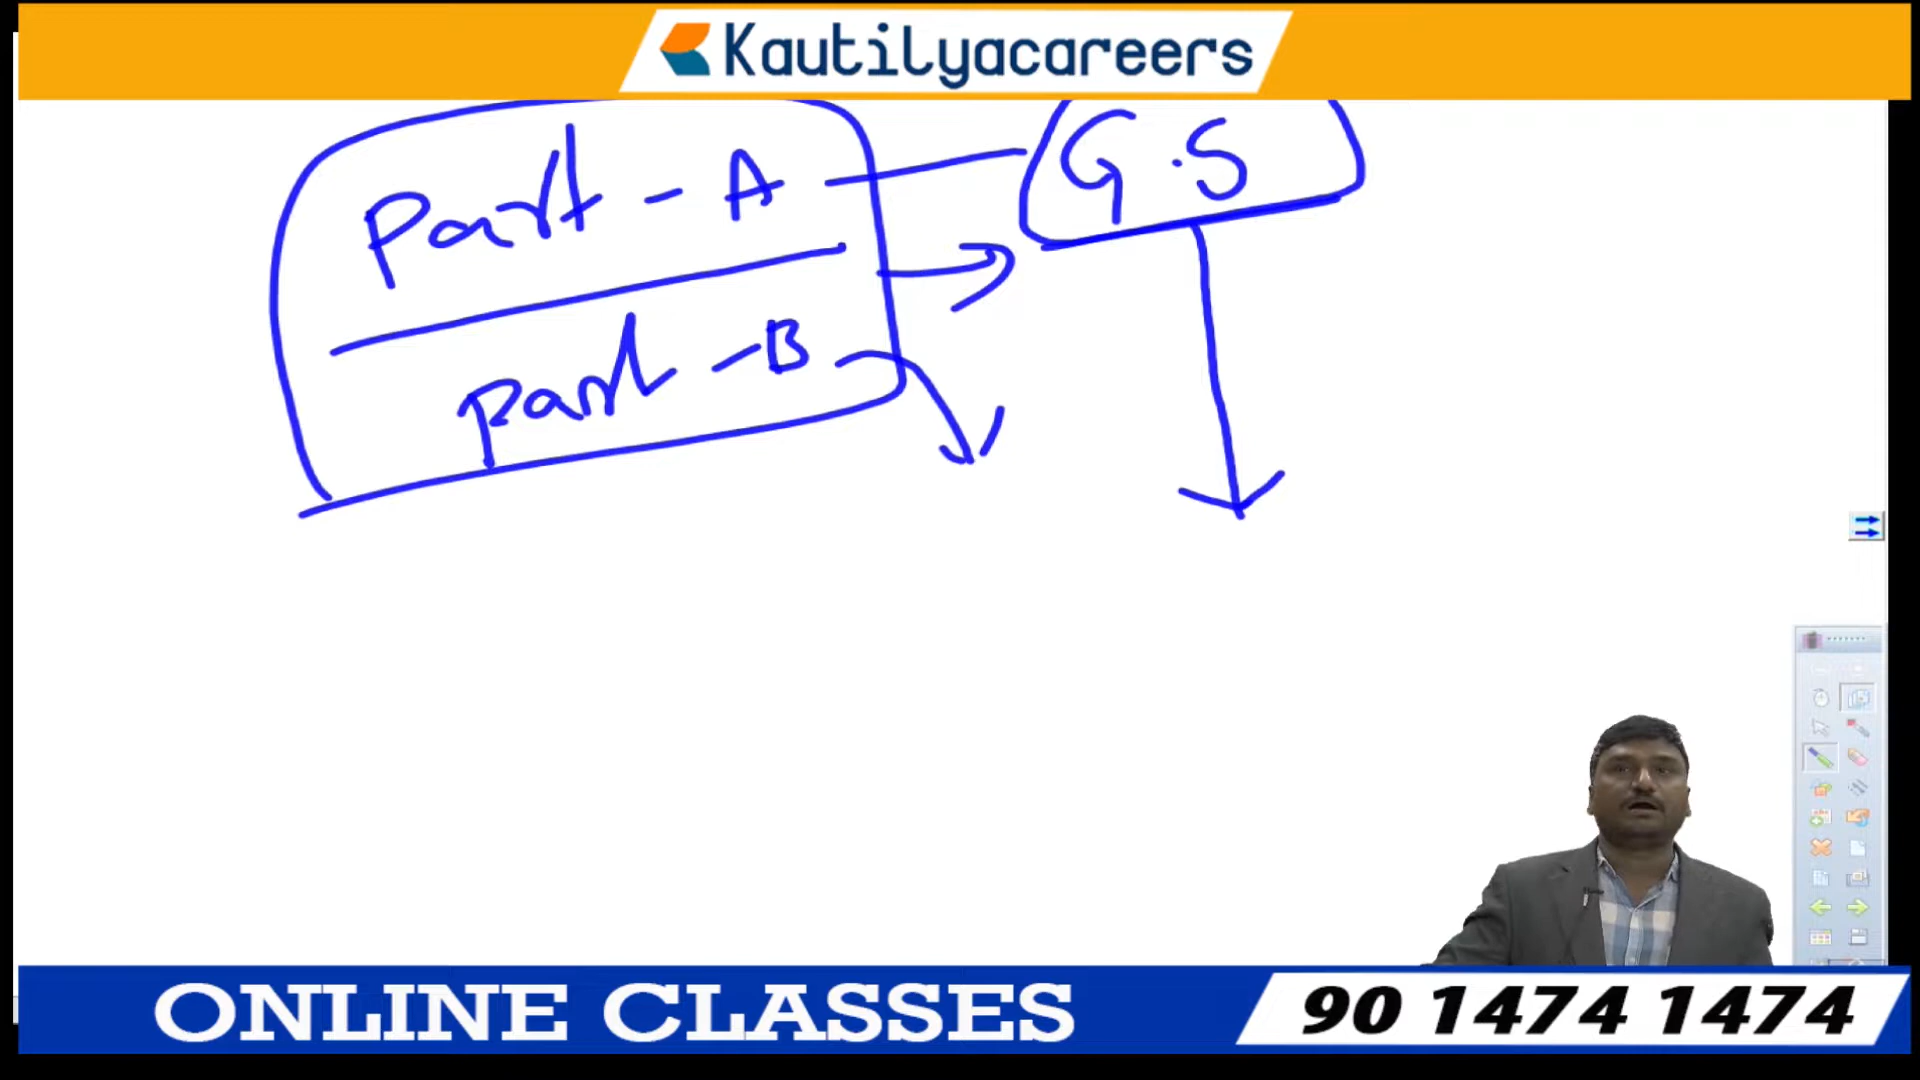 Kautilyacareers
Part - A
G.S
Part - B
ONLINE CLASSES
90 1474 1474